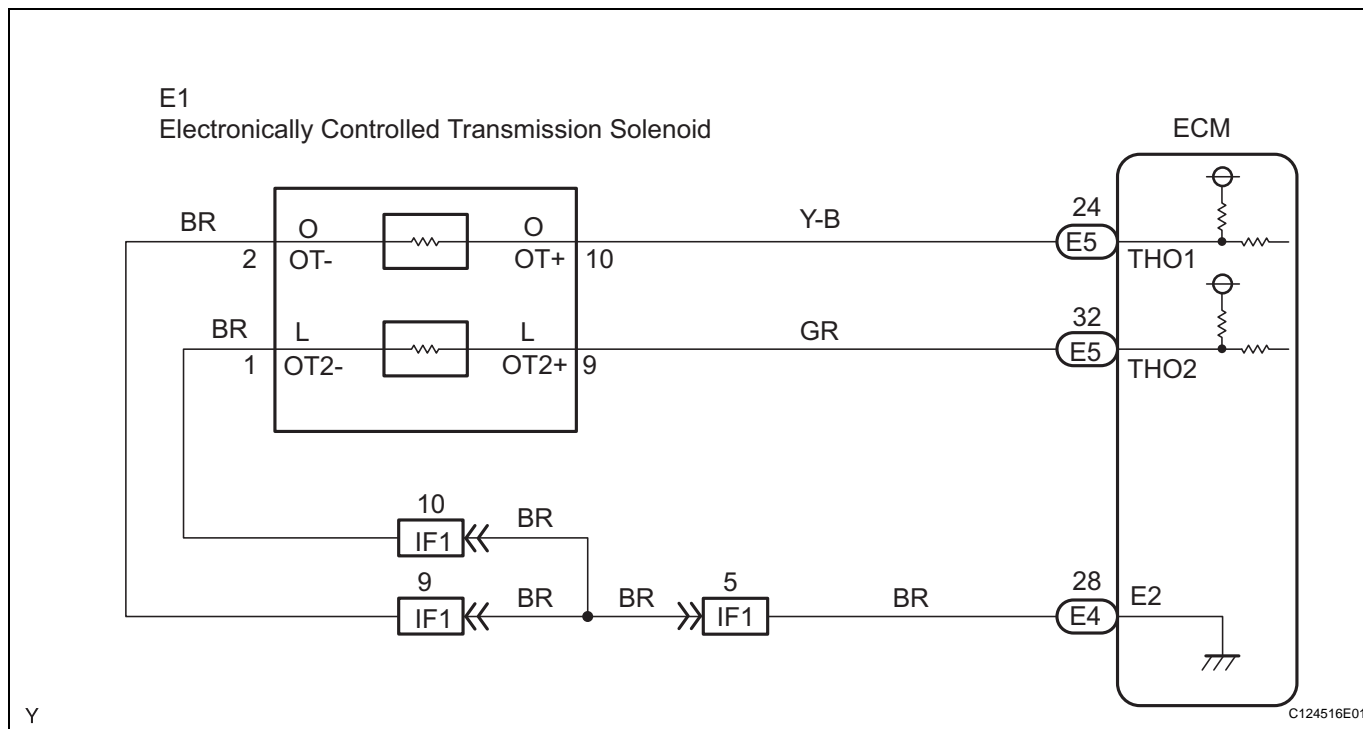 E1
Electronically Controlled Transmission Solenoid
ECM
BR
O
O
Y-B
24
2
OT-
OT+
10
E5
THO1
BR
L
L
GR
32
1
OT2-
OT2+
9
E5
THO2
10
BR
IF1
9
BR
BR
5
BR
28
E2
IF1
IF1
E4
Y
C124516E01